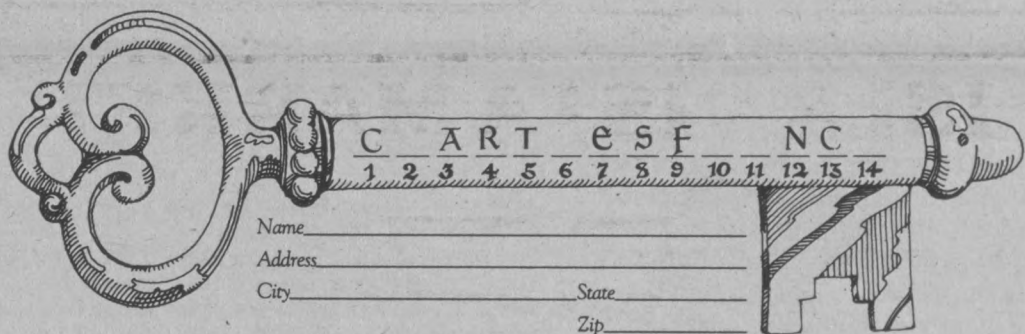 C _ A R T _ E S F _ _ N C _
1 2 3 4 5 6 7 8 9 10 11 12 13 14
Name
Address
City State
Zip